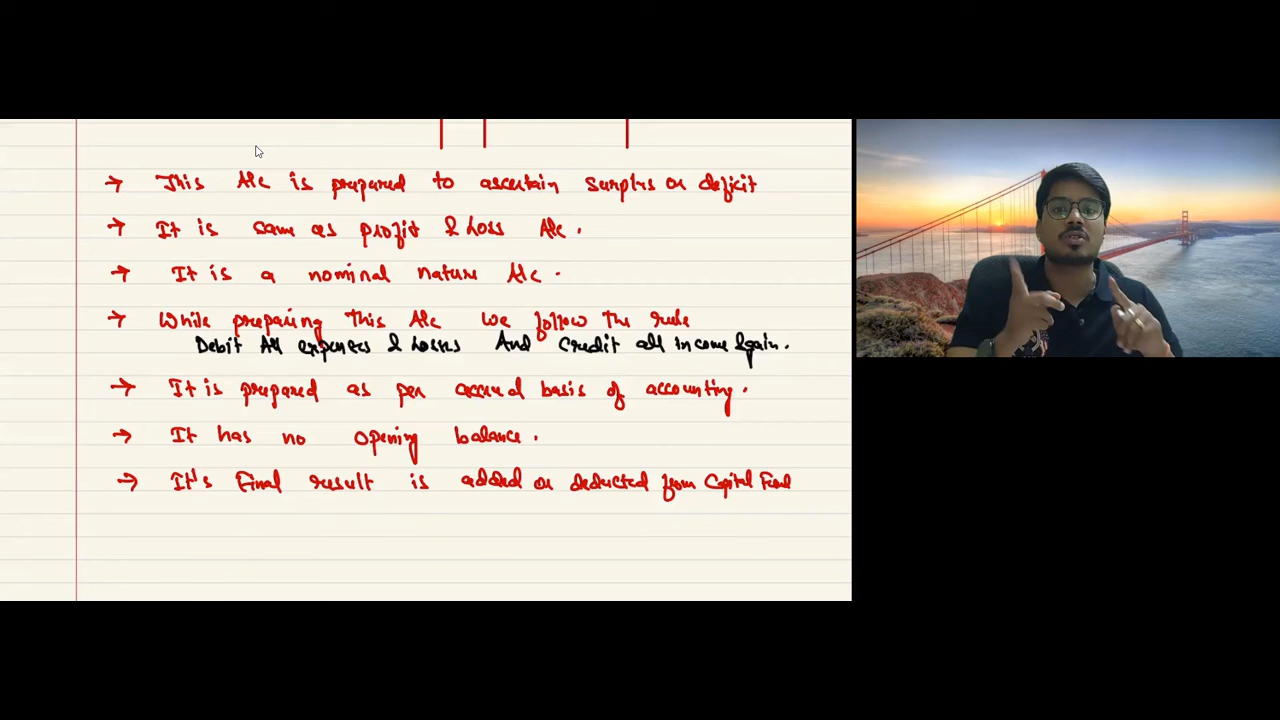 → This A/c is prepared to ascertain surplus or deficit
→ It is same as profit & Loss A/c.
→ It is a nominal nature A/c.
→ While preparing this A/c we follow the rule
Debit All expenses & Losses And Credit all income & gain.
→ It is prepared as per accrual basis of accounting.
→ It has no opening balance.
→ It's Final result is added or deducted from Capital Fund